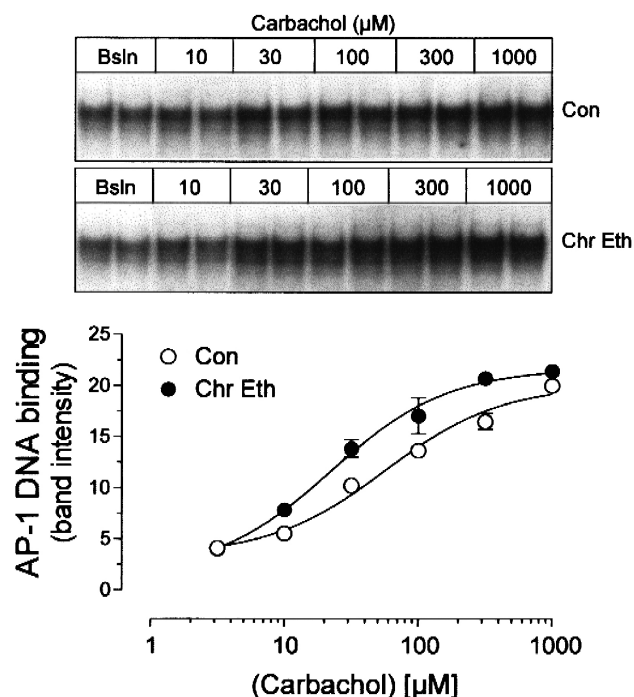 Carbachol (µM)
Bsln 10 30 100 300 1000
Con
Bsln 10 30 100 300 1000
Chr Eth
AP-1 DNA binding
(band intensity)
25
20
15
10
5
0
Con
Chr Eth
1 10 100 1000
(Carbachol) [µM]